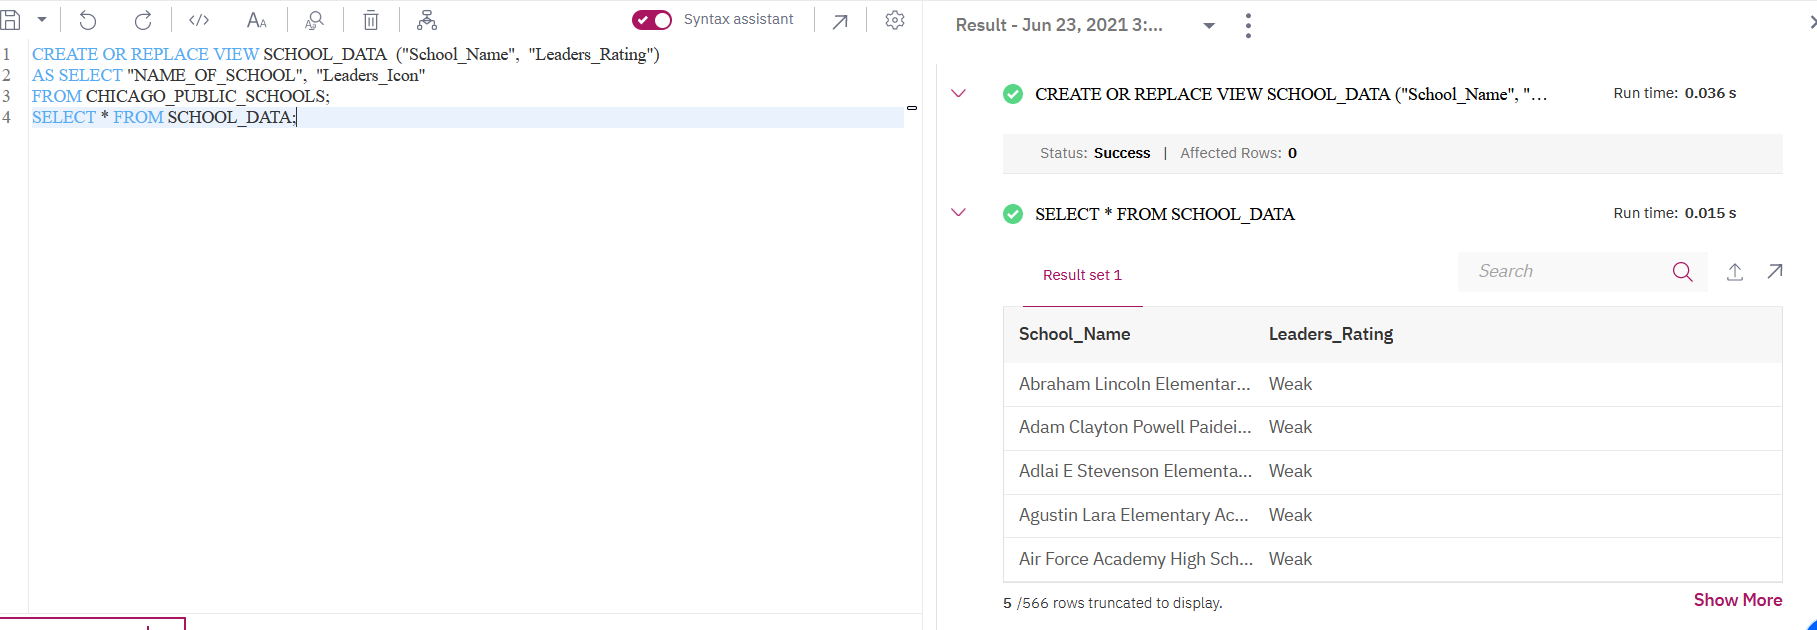 Syntax assistant
1 CREATE OR REPLACE VIEW SCHOOL_DATA ("School_Name", "Leaders_Rating")
2 AS SELECT "NAME_OF_SCHOOL", "Leaders_Icon"
3 FROM CHICAGO_PUBLIC_SCHOOLS;
4 SELECT * FROM SCHOOL_DATA;
Result - Jun 23, 2021 3:...
CREATE OR REPLACE VIEW SCHOOL_DATA ("School_Name", "... Run time: 0.036 s
Status: Success | Affected Rows: 0
SELECT * FROM SCHOOL_DATA Run time: 0.015 s
Result set 1 Search
School_Name Leaders_Rating
Abraham Lincoln Elementar... Weak
Adam Clayton Powell Paidei... Weak
Adlai E Stevenson Elementa... Weak
Agustin Lara Elementary Ac... Weak
Air Force Academy High Sch... Weak
5 /566 rows truncated to display. Show More